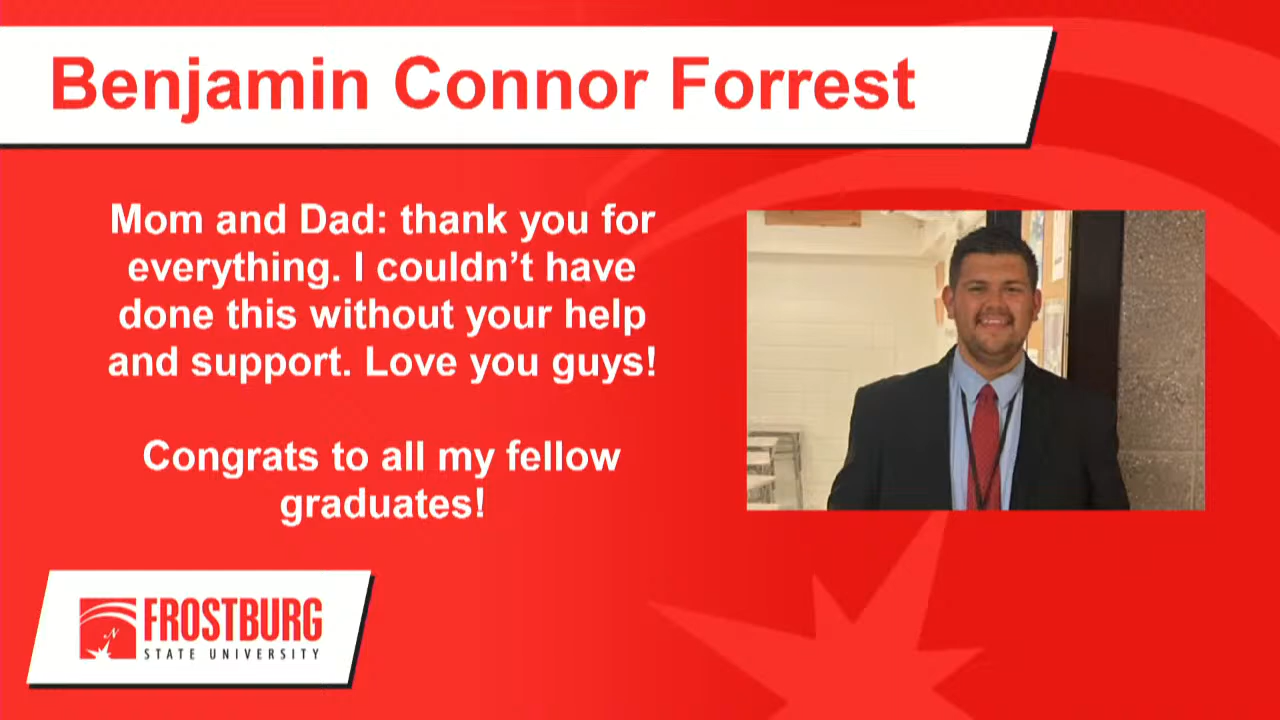 Benjamin Connor Forrest
Mom and Dad: thank you for
everything. I couldn’t have
done this without your help
and support. Love you guys!
Congrats to all my fellow
graduates!
N
FROSTBURG
STATE UNIVERSITY